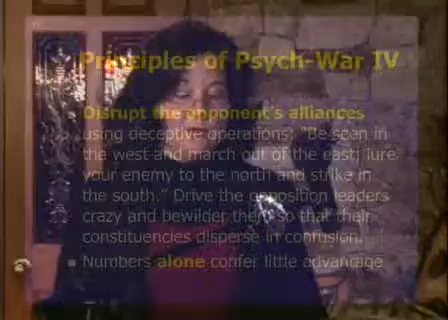 Principles of Psych-War IV
Disrupt the opponent's alliances
using deceptive operations: "Be seen in
the west and march out of the east; lure
your enemy to the north and strike in
the south." Drive the opposition leaders
crazy and bewilder them so that their
constituencies disperse in confusion.
Numbers alone confer little advantage